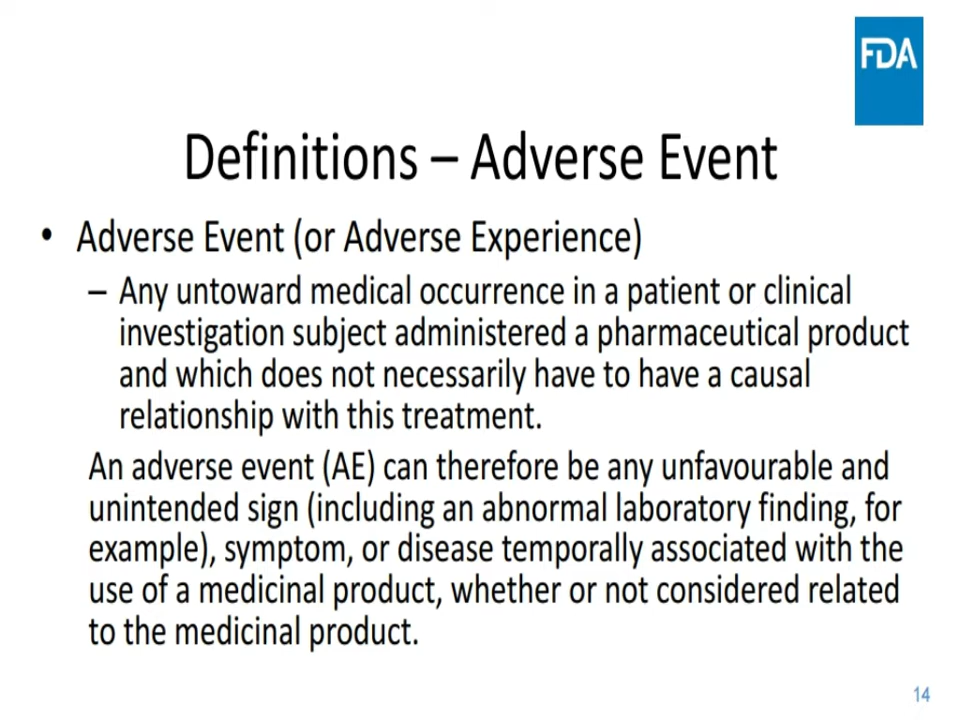 FDA
Definitions – Adverse Event
• Adverse Event (or Adverse Experience)
– Any untoward medical occurrence in a patient or clinical
investigation subject administered a pharmaceutical product
and which does not necessarily have to have a causal
relationship with this treatment.
An adverse event (AE) can therefore be any unfavourable and
unintended sign (including an abnormal laboratory finding, for
example), symptom, or disease temporally associated with the
use of a medicinal product, whether or not considered related
to the medicinal product.
14